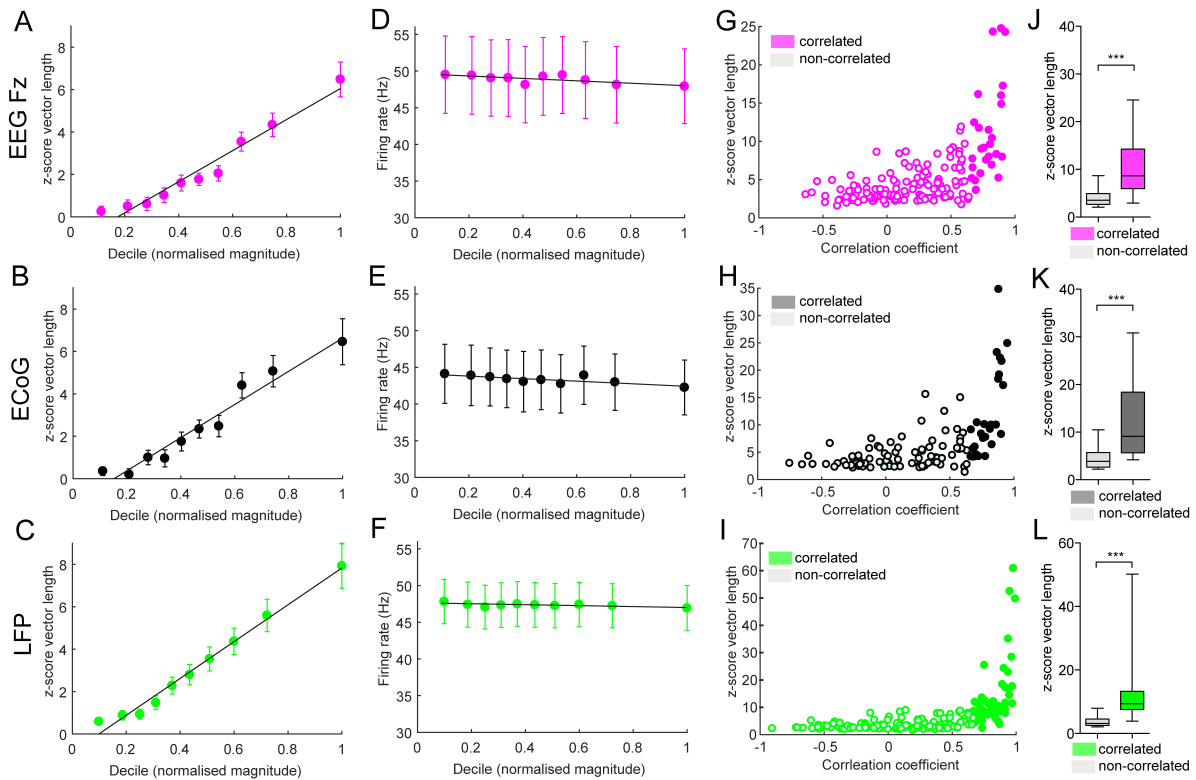 EEG Fz
A
z-score vector length
8
6
4
2
0
0 0.2 0.4 0.6 0.8 1
Decile (normalised magnitude)
D
Firing rate (Hz)
55
50
45
40
35
30
0 0.2 0.4 0.6 0.8 1
Decile (normalised magnitude)
G
correlated
non-correlated
z-score vector length
25
20
15
10
5
0
-1 -0.5 0 0.5 1
Correlation coefficient
J
***
z-score vector length
40
30
20
10
0
correlated
non-correlated
ECoG
B
z-score vector length
8
6
4
2
0
0 0.2 0.4 0.6 0.8 1
Decile (normalised magnitude)
E
Firing rate (Hz)
55
50
45
40
35
30
0 0.2 0.4 0.6 0.8 1
Decile (normalised magnitude)
H
correlated
non-correlated
z-score vector length
35
30
25
20
15
10
5
0
-1 -0.5 0 0.5 1
Correlation coefficient
K
***
z-score vector length
40
30
20
10
0
correlated
non-correlated
LFP
C
z-score vector length
8
6
4
2
0
0 0.2 0.4 0.6 0.8 1
Decile (normalised magnitude)
F
Firing rate (Hz)
55
50
45
40
35
30
0 0.2 0.4 0.6 0.8 1
Decile (normalised magnitude)
I
correlated
non-correlated
z-score vector length
70
60
50
40
30
20
10
0
-1 -0.5 0 0.5 1
Correleation coefficient
L
***
z-score vector length
60
40
20
0
correlated
non-correlated